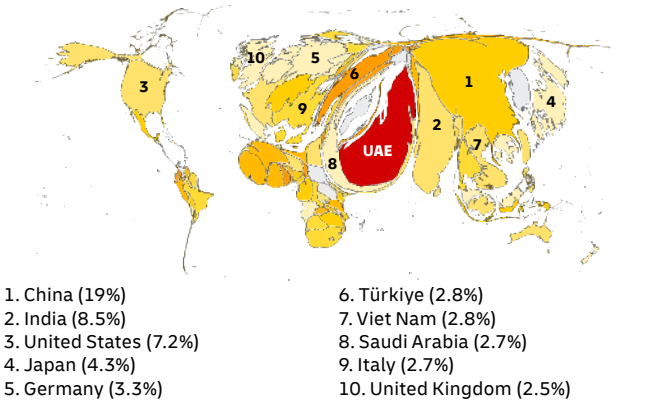 10
5
6
3
1
9
2
4
7
UAE
8
1. China (19%)
2. India (8.5%)
3. United States (7.2%)
4. Japan (4.3%)
5. Germany (3.3%)
6. Türkiye (2.8%)
7. Viet Nam (2.8%)
8. Saudi Arabia (2.7%)
9. Italy (2.7%)
10. United Kingdom (2.5%)